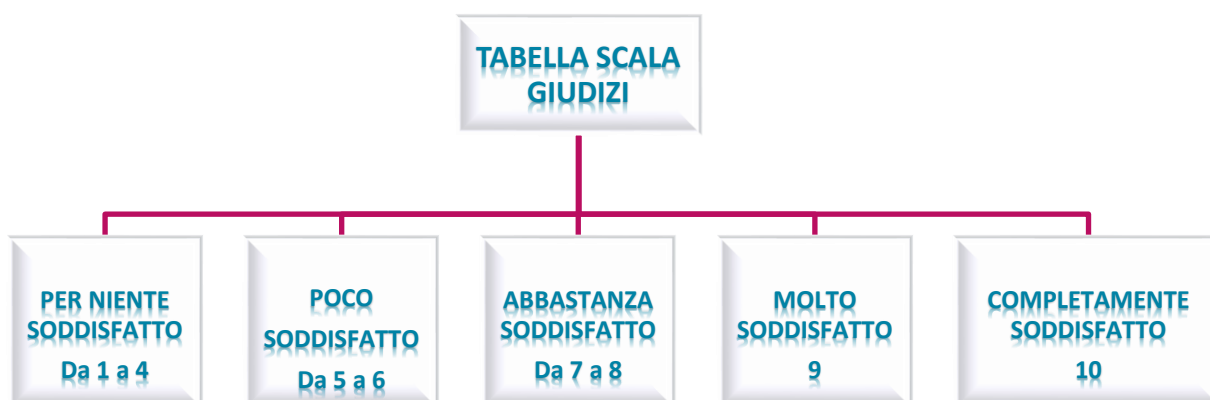 TABELLA SCALA
GIUDIZI
PER NIENTE
SODDISFATTO
Da 1 a 4
POCO
SODDISFATTO
Da 5 a 6
ABBASTANZA
SODDISFATTO
Da 7 a 8
MOLTO
SODDISFATTO
9
COMPLETAMENTE
SODDISFATTO
10